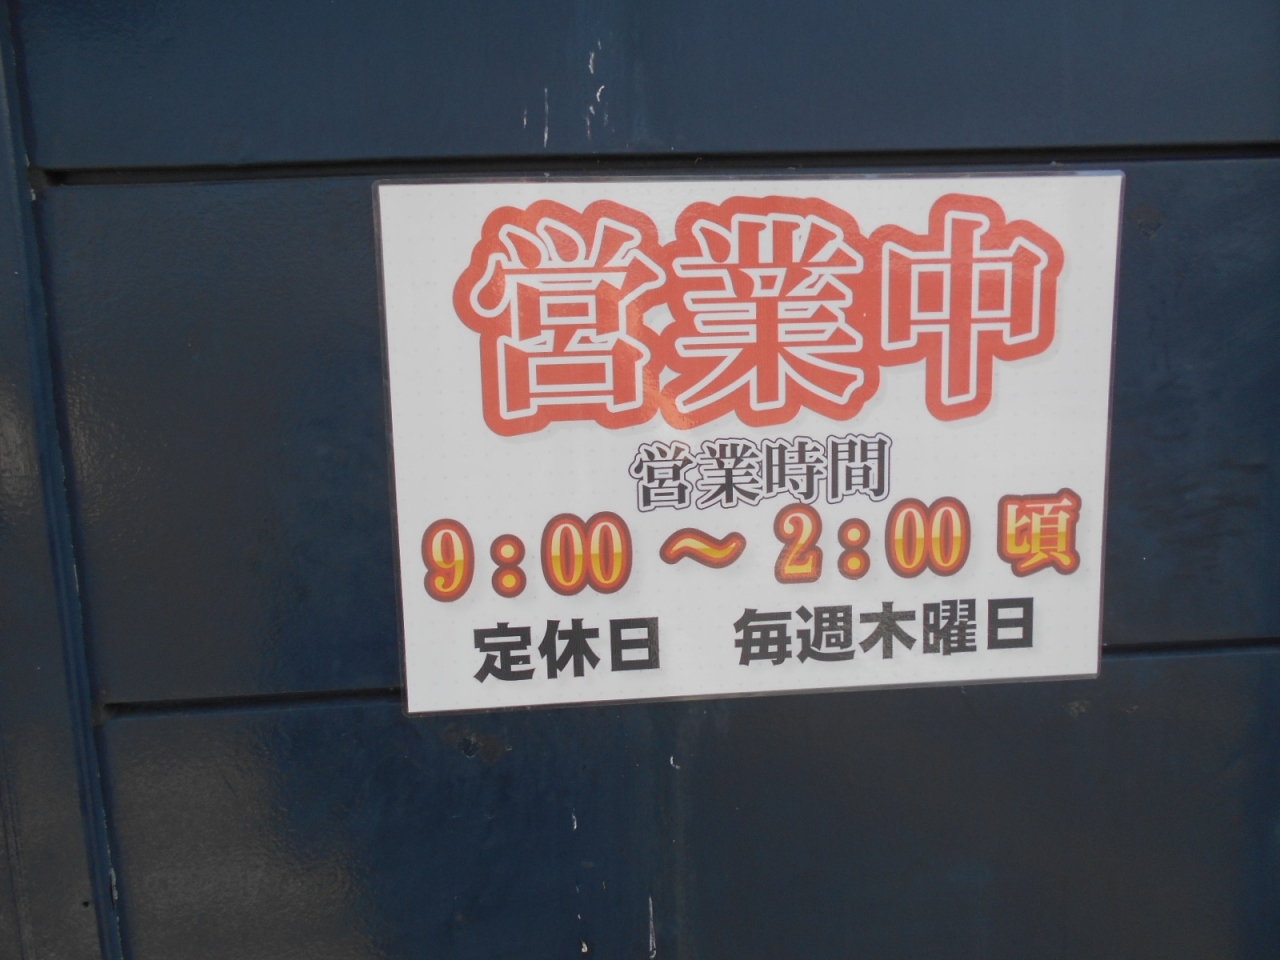 営業中
営業時間
9:00 ～ 2:00 頃
定休日 毎週木曜日